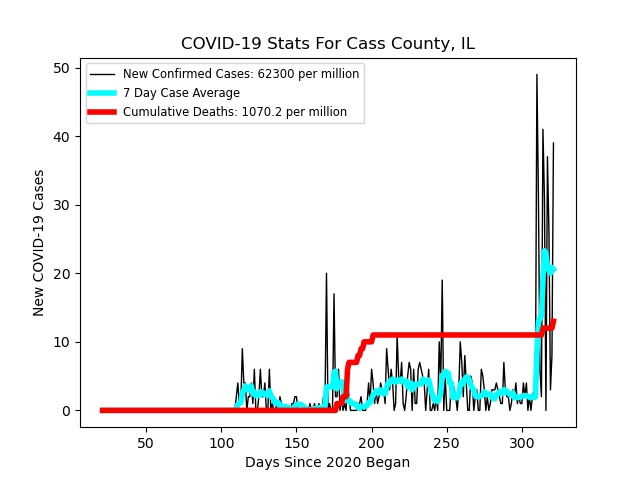 COVID-19 Stats For Cass County, IL
New Confirmed Cases: 62300 per million
7 Day Case Average
Cumulative Deaths: 1070.2 per million
New COVID-19 Cases
50
40
30
20
10
0
50 100 150 200 250 300
Days Since 2020 Began